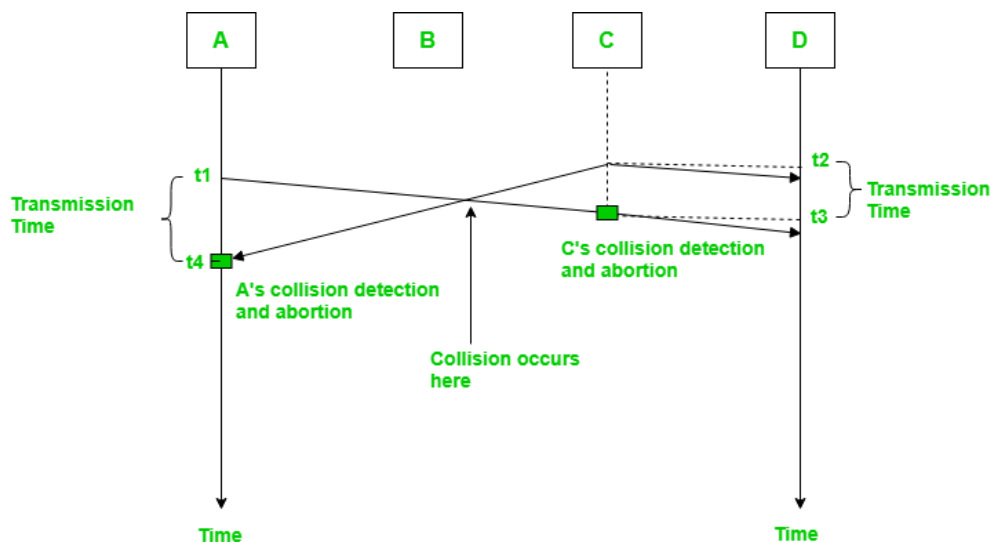 A
B
C
D
t1
t2
Transmission
Time
Transmission
Time
t3
t4
C's collision detection
and abortion
A's collision detection
and abortion
Collision occurs
here
Time
Time